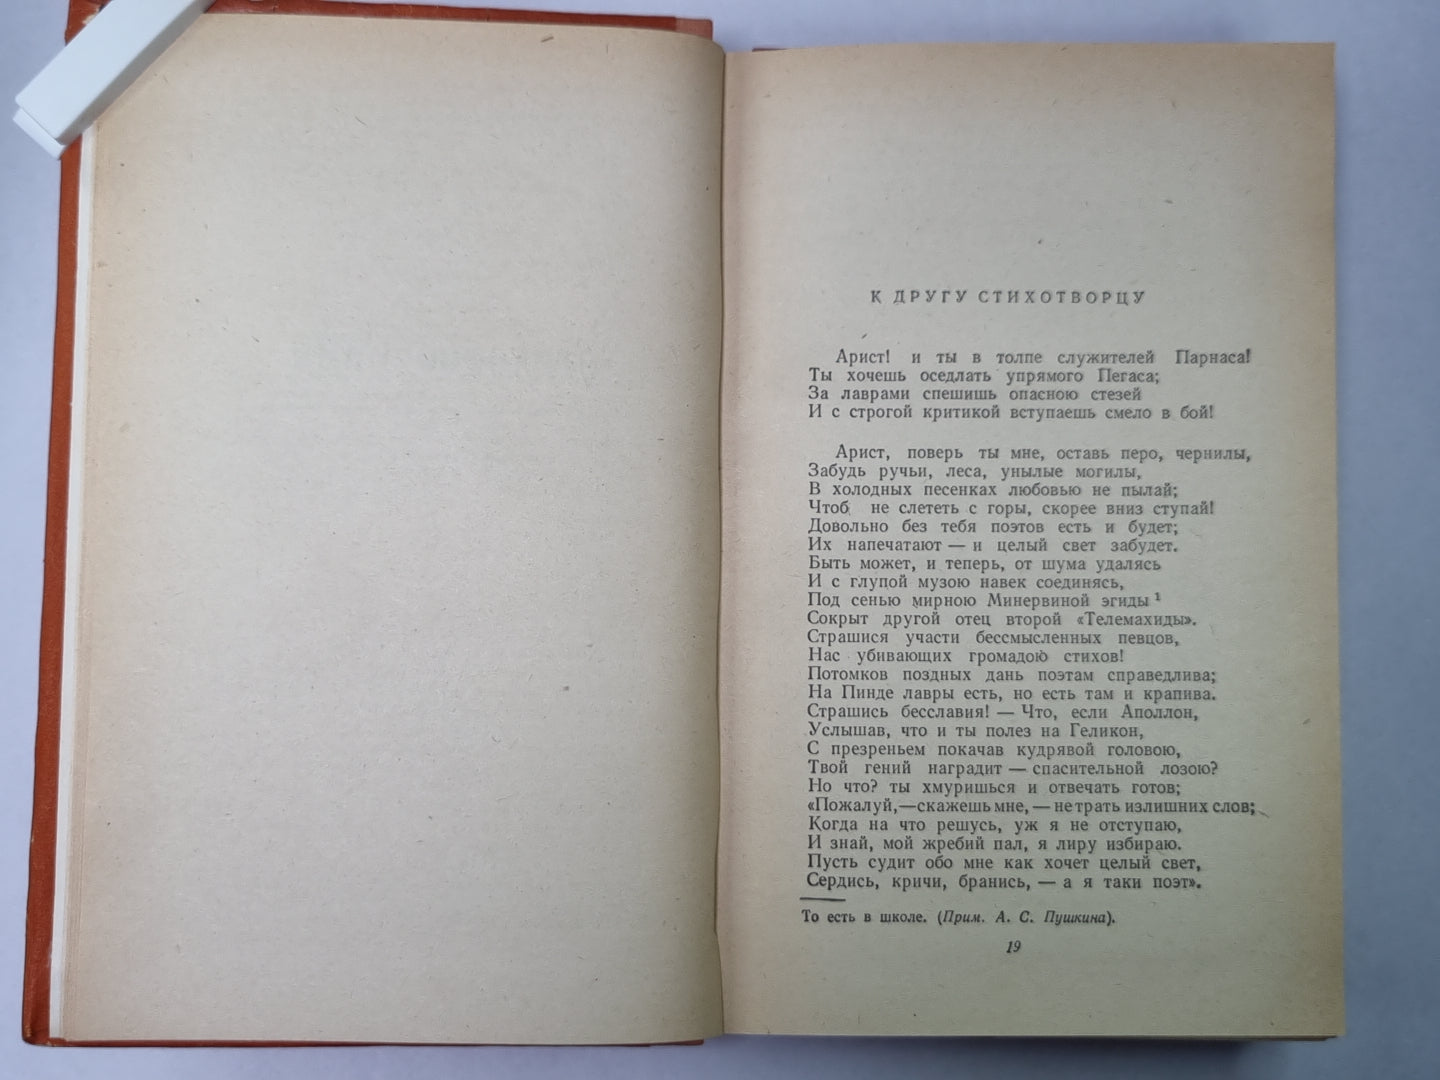 К ДРУГУ СТИХОТВОРЦУ
Арист! и ты в толпе служителей Парнаса!
Ты хочешь оседлать упрямого Пегаса;
За лаврами спешишь опасною стезей
И с строгой критикой вступаешь смело в бой!
Арист, поверь ты мне, оставь перо, чернилы,
Забудь ручьи, леса, унылые могилы,
В холодных песенках любовью не пылай;
Чтоб не слететь с горы, скорее вниз ступай!
Довольно без тебя поэтов есть и будет;
Их напечатают — и целый свет забудет.
Быть может, и теперь, от шума удалясь
И с глупой музою навек соединясь,
Под сенью мирною Минервиной эгиды ¹
Сокрыт другой отец второй «Телемахиды».
Страшися участи бессмысленных певцов,
Нас убивающих громадою стихов!
Потомков поздных дань поэтам справедлива;
На Пинде лавры есть, но есть там и крапива.
Страшись бесславия! — Что, если Аполлон,
Услышав, что и ты полез на Геликон,
С презреньем покачав кудрявой головою,
Твой гений наградит — спасительной лозою?
Но что? ты хмуришься и отвечать готов;
«Пожалуй,—скажешь мне, — не трать излишних слов;
Когда на что решусь, уж я не отступаю,
И знай, мой жребий пал, я лиру избираю.
Пусть судит обо мне как хочет целый свет,
Сердись, кричи, бранись, — а я таки поэт».
То есть в школе. (Прим. А. С. Пушкина).
19